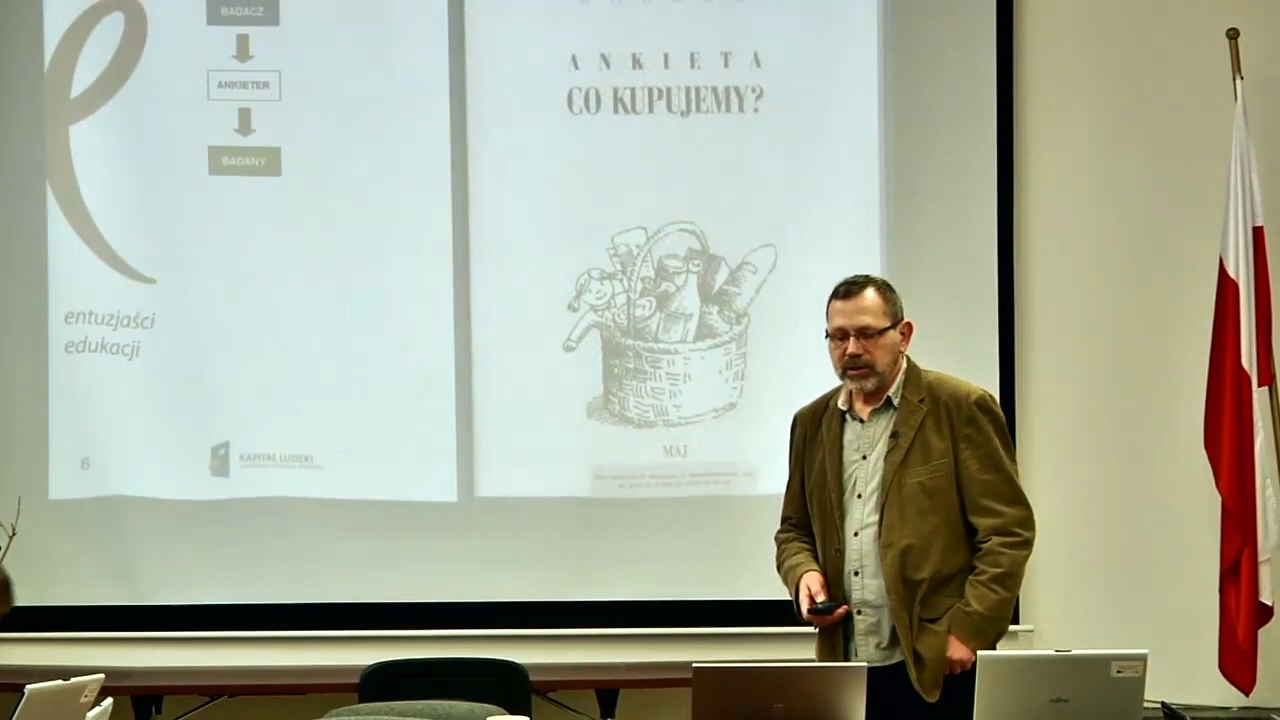 BADACZ
ANKIETER
BADANY
entuzjaści
edukacji
6
KAPITAŁ LUDZKI
ANKIETA
CO KUPUJEMY?
MAJ